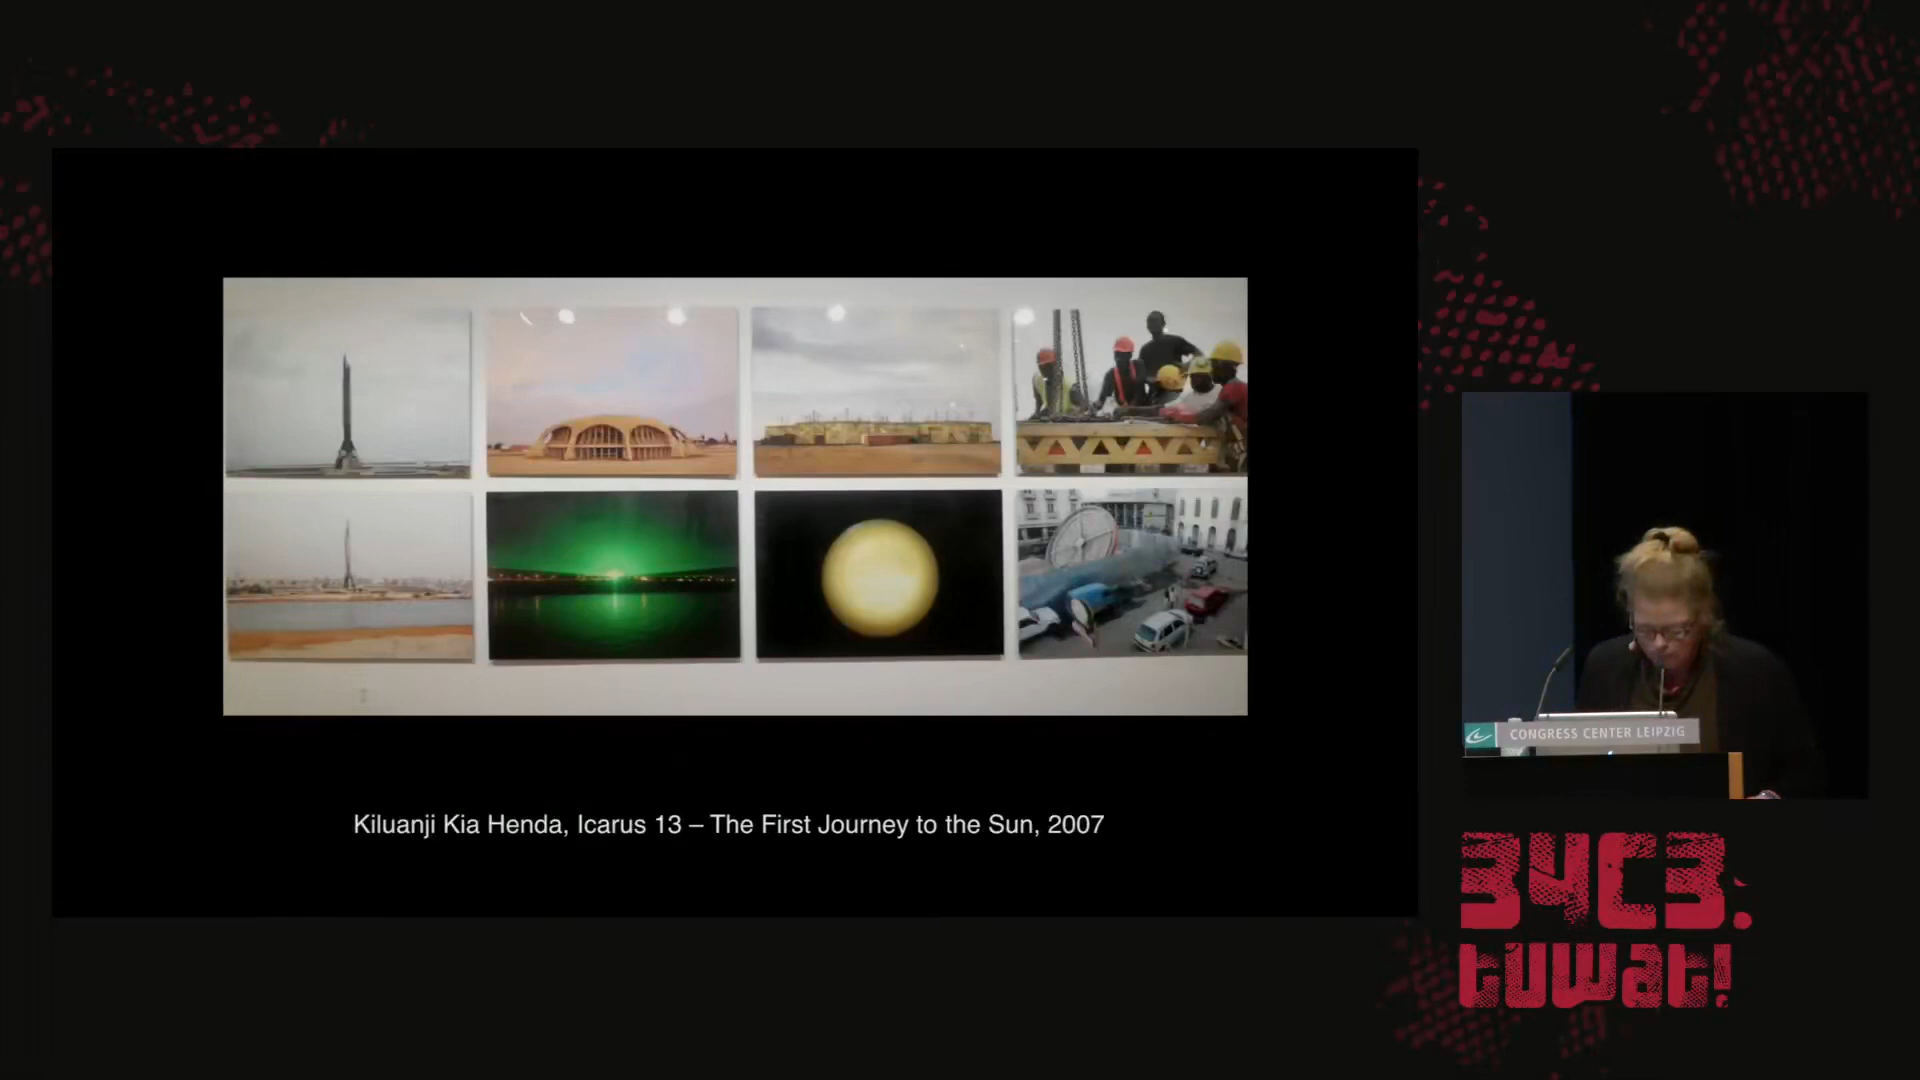 Kiluanji Kia Henda, Icarus 13 – The First Journey to the Sun, 2007
CONGRESS CENTER LEIPZIG
34C3.
tuwat!